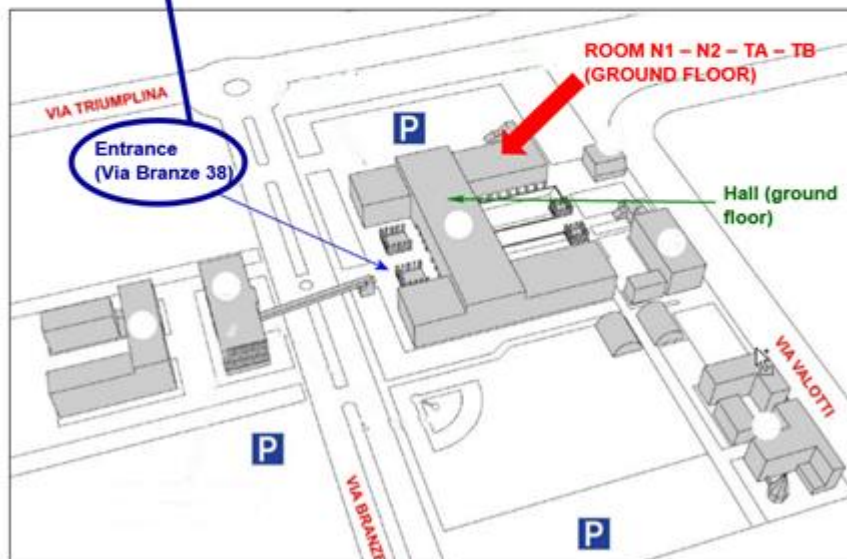 ROOM N1 – N2 – TA – TB
(GROUND FLOOR)
VIA TRIUMPLINA
P
Entrance
(Via Branze 38)
Hall (ground
floor)
VIA VALOTTI
P
VIA BRANZE
P